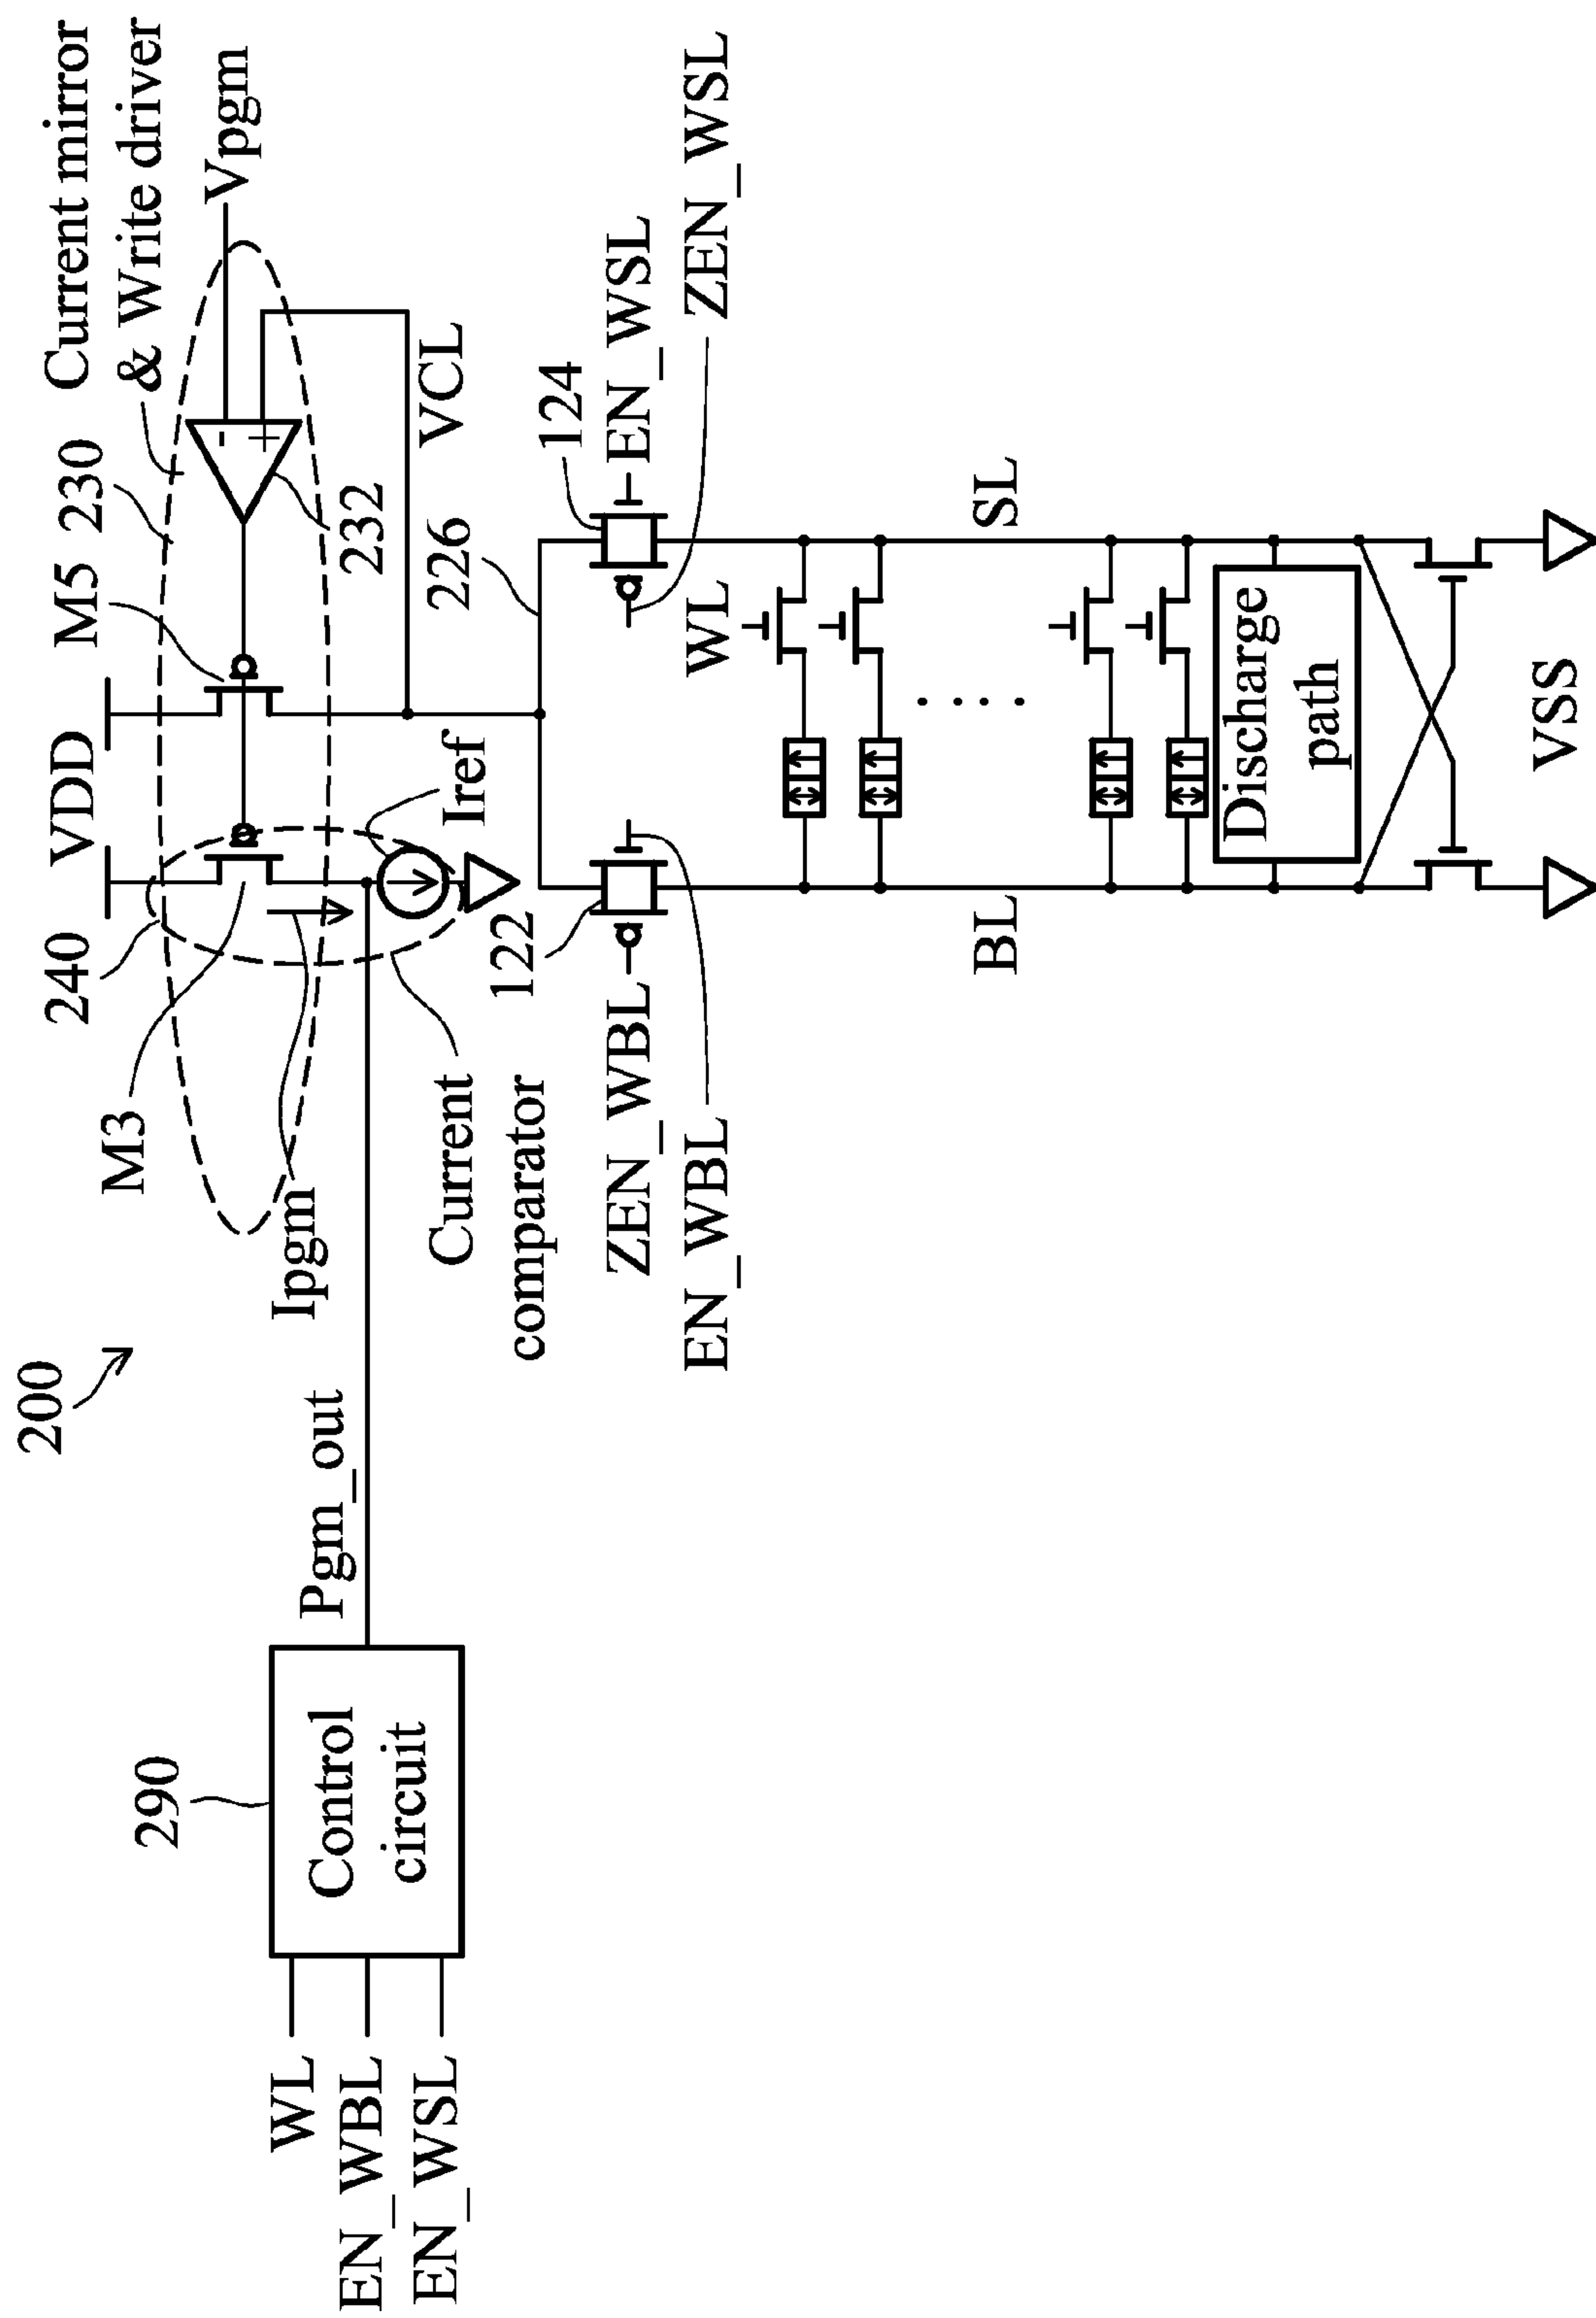 200
240
VDD
M5
230
Current mirror
& Write driver
Vpgm
-
+
232
M3
Ipgm
Iref
VCL
Current
comparator
Pgm_out
290
Control
circuit
WL
EN_WBL
EN_WSL
226
122
124
ZEN_WBL
EN_WBL
EN_WSL
ZEN_WSL
WL
BL
SL
Discharge
path
VSS